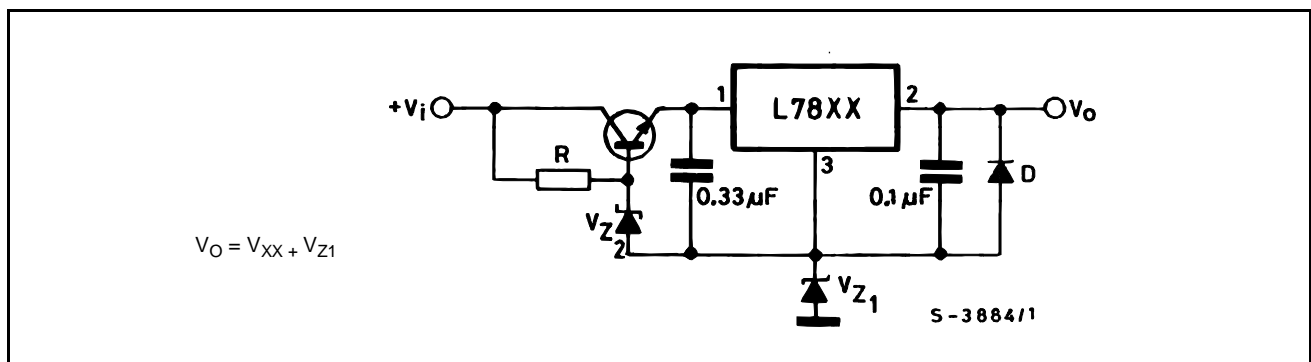 L78XX
1
2
+Vi
Vo
R
3
D
0.33µF
0.1µF
VZ2
VO = VXX + VZ1
VZ1
S-3884/1